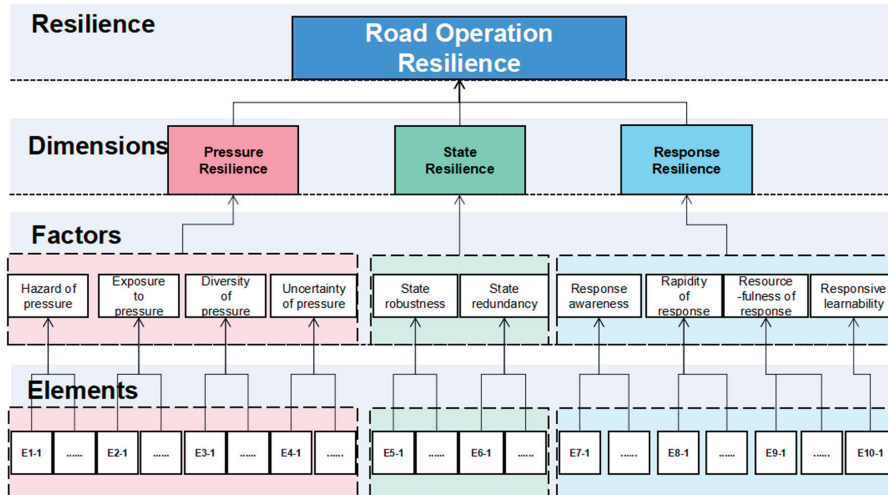 Resilience
Road Operation
Resilience
Dimensions
Pressure
Resilience
State
Resilience
Response
Resilience
Factors
Hazard of
pressure
Exposure
to
pressure
Diversity
of
pressure
Uncertainty
of pressure
State
robustness
State
redundancy
Response
awareness
Rapidity
of
response
Resource
-fulness of
response
Responsive
learnability
Elements
E1-1
......
E2-1
......
E3-1
......
E4-1
......
E5-1
......
E6-1
......
E7-1
......
E8-1
......
E9-1
......
E10-1